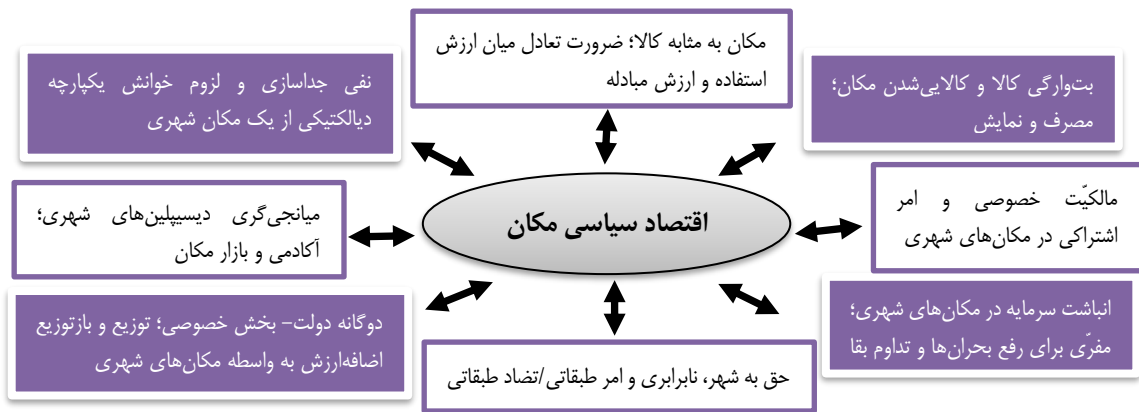 مکان به مثابه کالا؛ ضرورت تعادل میان ارزش
استفاده و ارزش مبادله
بت‌وارگی کالا و کالایی‌شدن مکان؛
مصرف و نمایش
نفی جداسازی و لزوم خوانش یکپارچه
دیالکتیکی از یک مکان شهری
مالکیّت خصوصی و امر
اشتراکی در مکان‌های شهری
اقتصاد سیاسی مکان
میانجی‌گری دیسیپلین‌های شهری؛
آکادمی و بازار مکان
انباشت سرمایه در مکان‌های شهری؛
مفرّی برای رفع بحران‌ها و تداوم بقا
دوگانه دولت- بخش خصوصی؛ توزیع و بازتوزیع
اضافه‌ارزش به واسطه مکان‌های شهری
حق به شهر، نابرابری و امر طبقاتی/تضاد طبقاتی